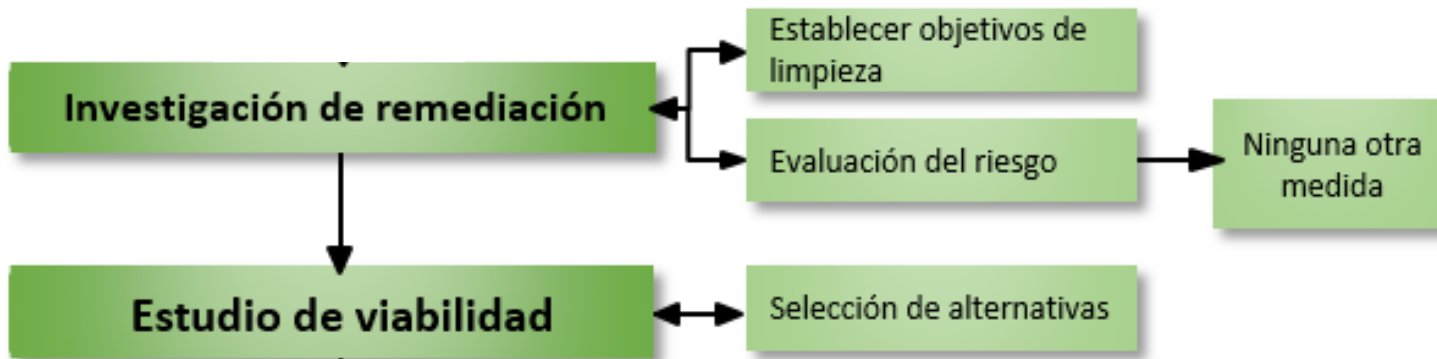 Establecer objetivos de
limpieza
Investigación de remediación
Evaluación del riesgo
Ninguna otra
medida
Estudio de viabilidad
Selección de alternativas